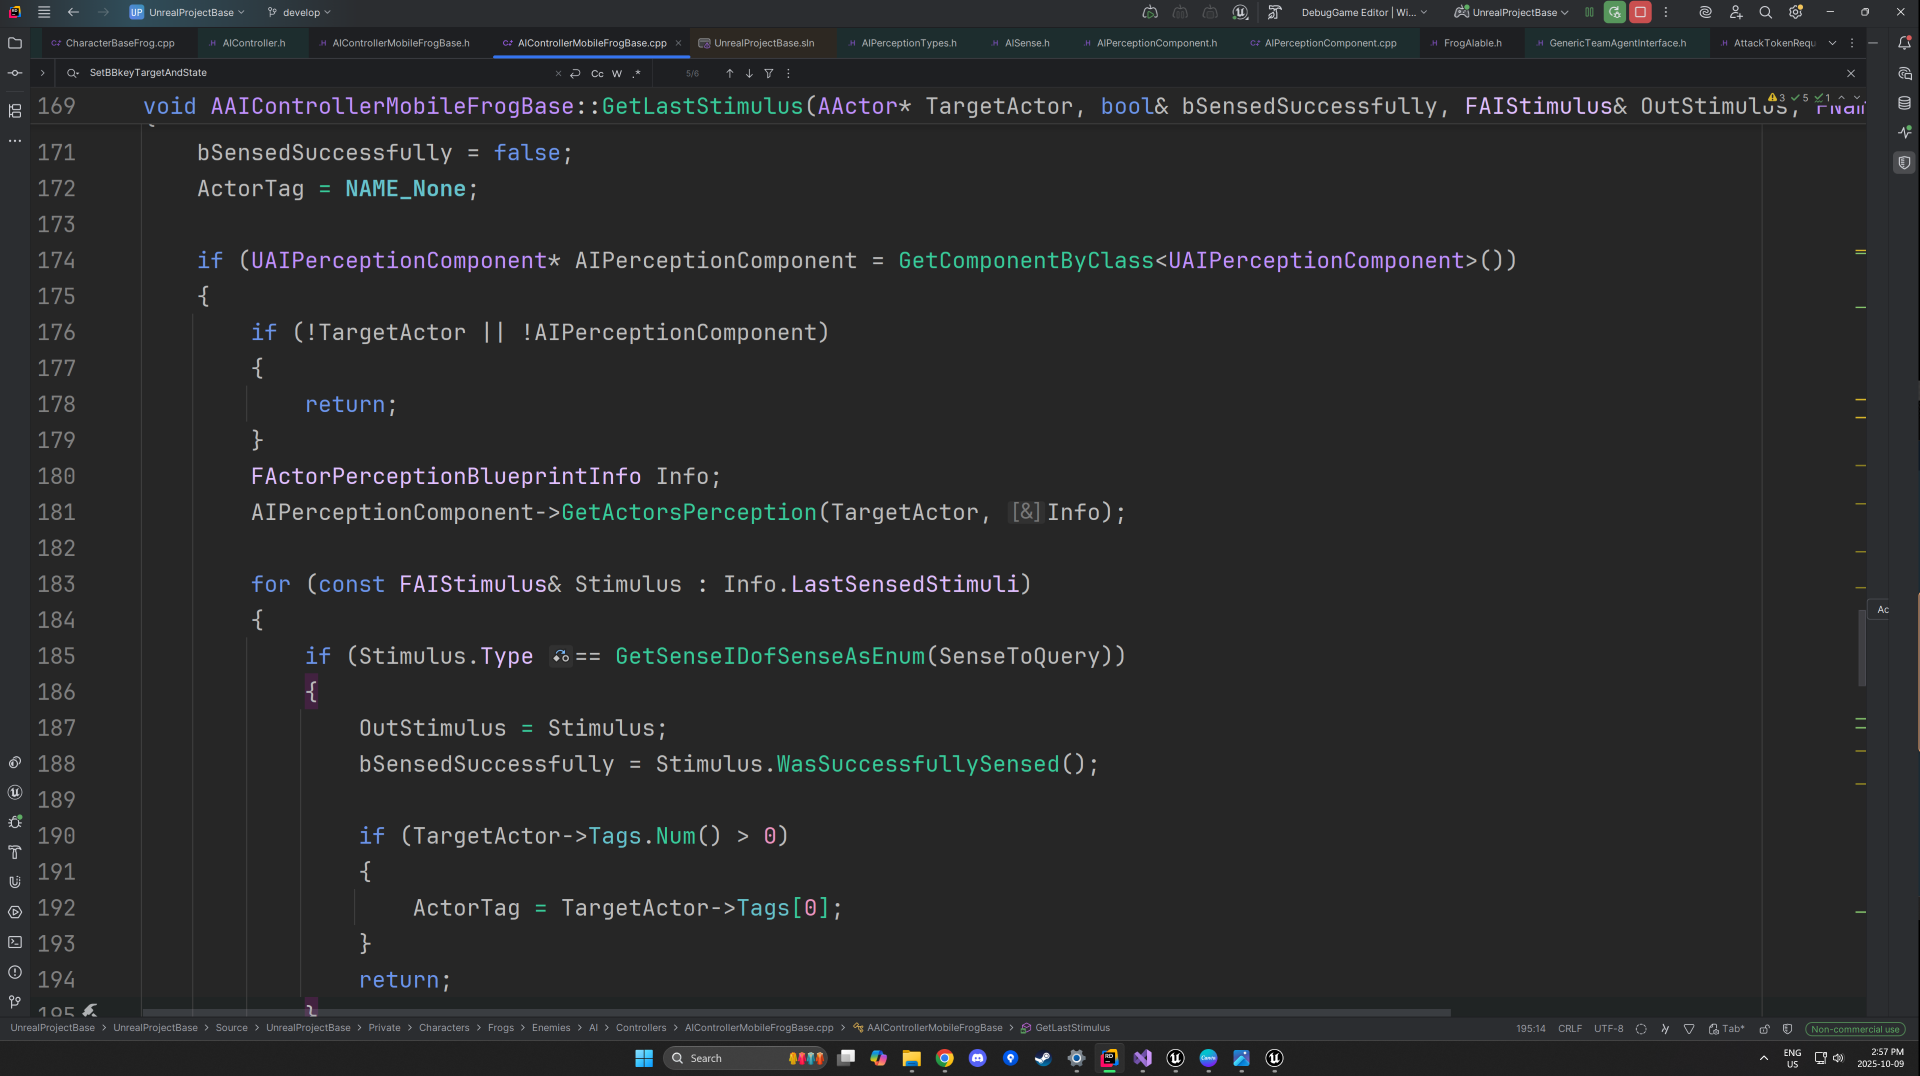 UP UnrealProjectBase develop DebugGame Editor | Wi... UnrealProjectBase
CharacterBaseFrog.cpp AIController.h AIControllerMobileFrogBase.h AIControllerMobileFrogBase.cpp UnrealProjectBase.sln AIPerceptionTypes.h AISense.h AIPerceptionComponent.h AIPerceptionComponent.cpp FrogAIable.h GenericTeamAgentInterface.h AttackTokenRequ
SetBBkeyTargetAndState Cc W .* 5/6
169 void AAIControllerMobileFrogBase::GetLastStimulus(AActor* TargetActor, bool& bSensedSuccessfully, FAIStimulus& OutStimulus, FNam
3 5 1
171 bSensedSuccessfully = false;
172 ActorTag = NAME_None;
173
174 if (UAIPerceptionComponent* AIPerceptionComponent = GetComponentByClass<UAIPerceptionComponent>())
175 {
176 if (!TargetActor || !AIPerceptionComponent)
177 {
178 return;
179 }
180 FActorPerceptionBlueprintInfo Info;
181 AIPerceptionComponent->GetActorsPerception(TargetActor, [&]Info);
182
183 for (const FAIStimulus& Stimulus : Info.LastSensedStimuli)
184 {
185 if (Stimulus.Type == GetSenseIDofSenseAsEnum(SenseToQuery))
186 {
187 OutStimulus = Stimulus;
188 bSensedSuccessfully = Stimulus.WasSuccessfullySensed();
189
190 if (TargetActor->Tags.Num() > 0)
191 {
192 ActorTag = TargetActor->Tags[0];
193 }
194 return;
195 }
Ac
UnrealProjectBase > UnrealProjectBase > Source > UnrealProjectBase > Private > Characters > Frogs > Enemies > AI > Controllers > AIControllerMobileFrogBase.cpp > AAIControllerMobileFrogBase > GetLastStimulus 195:14 CRLF UTF-8 Tab* Non-commercial use
Search
ENG
US
2:57 PM
2025-10-09